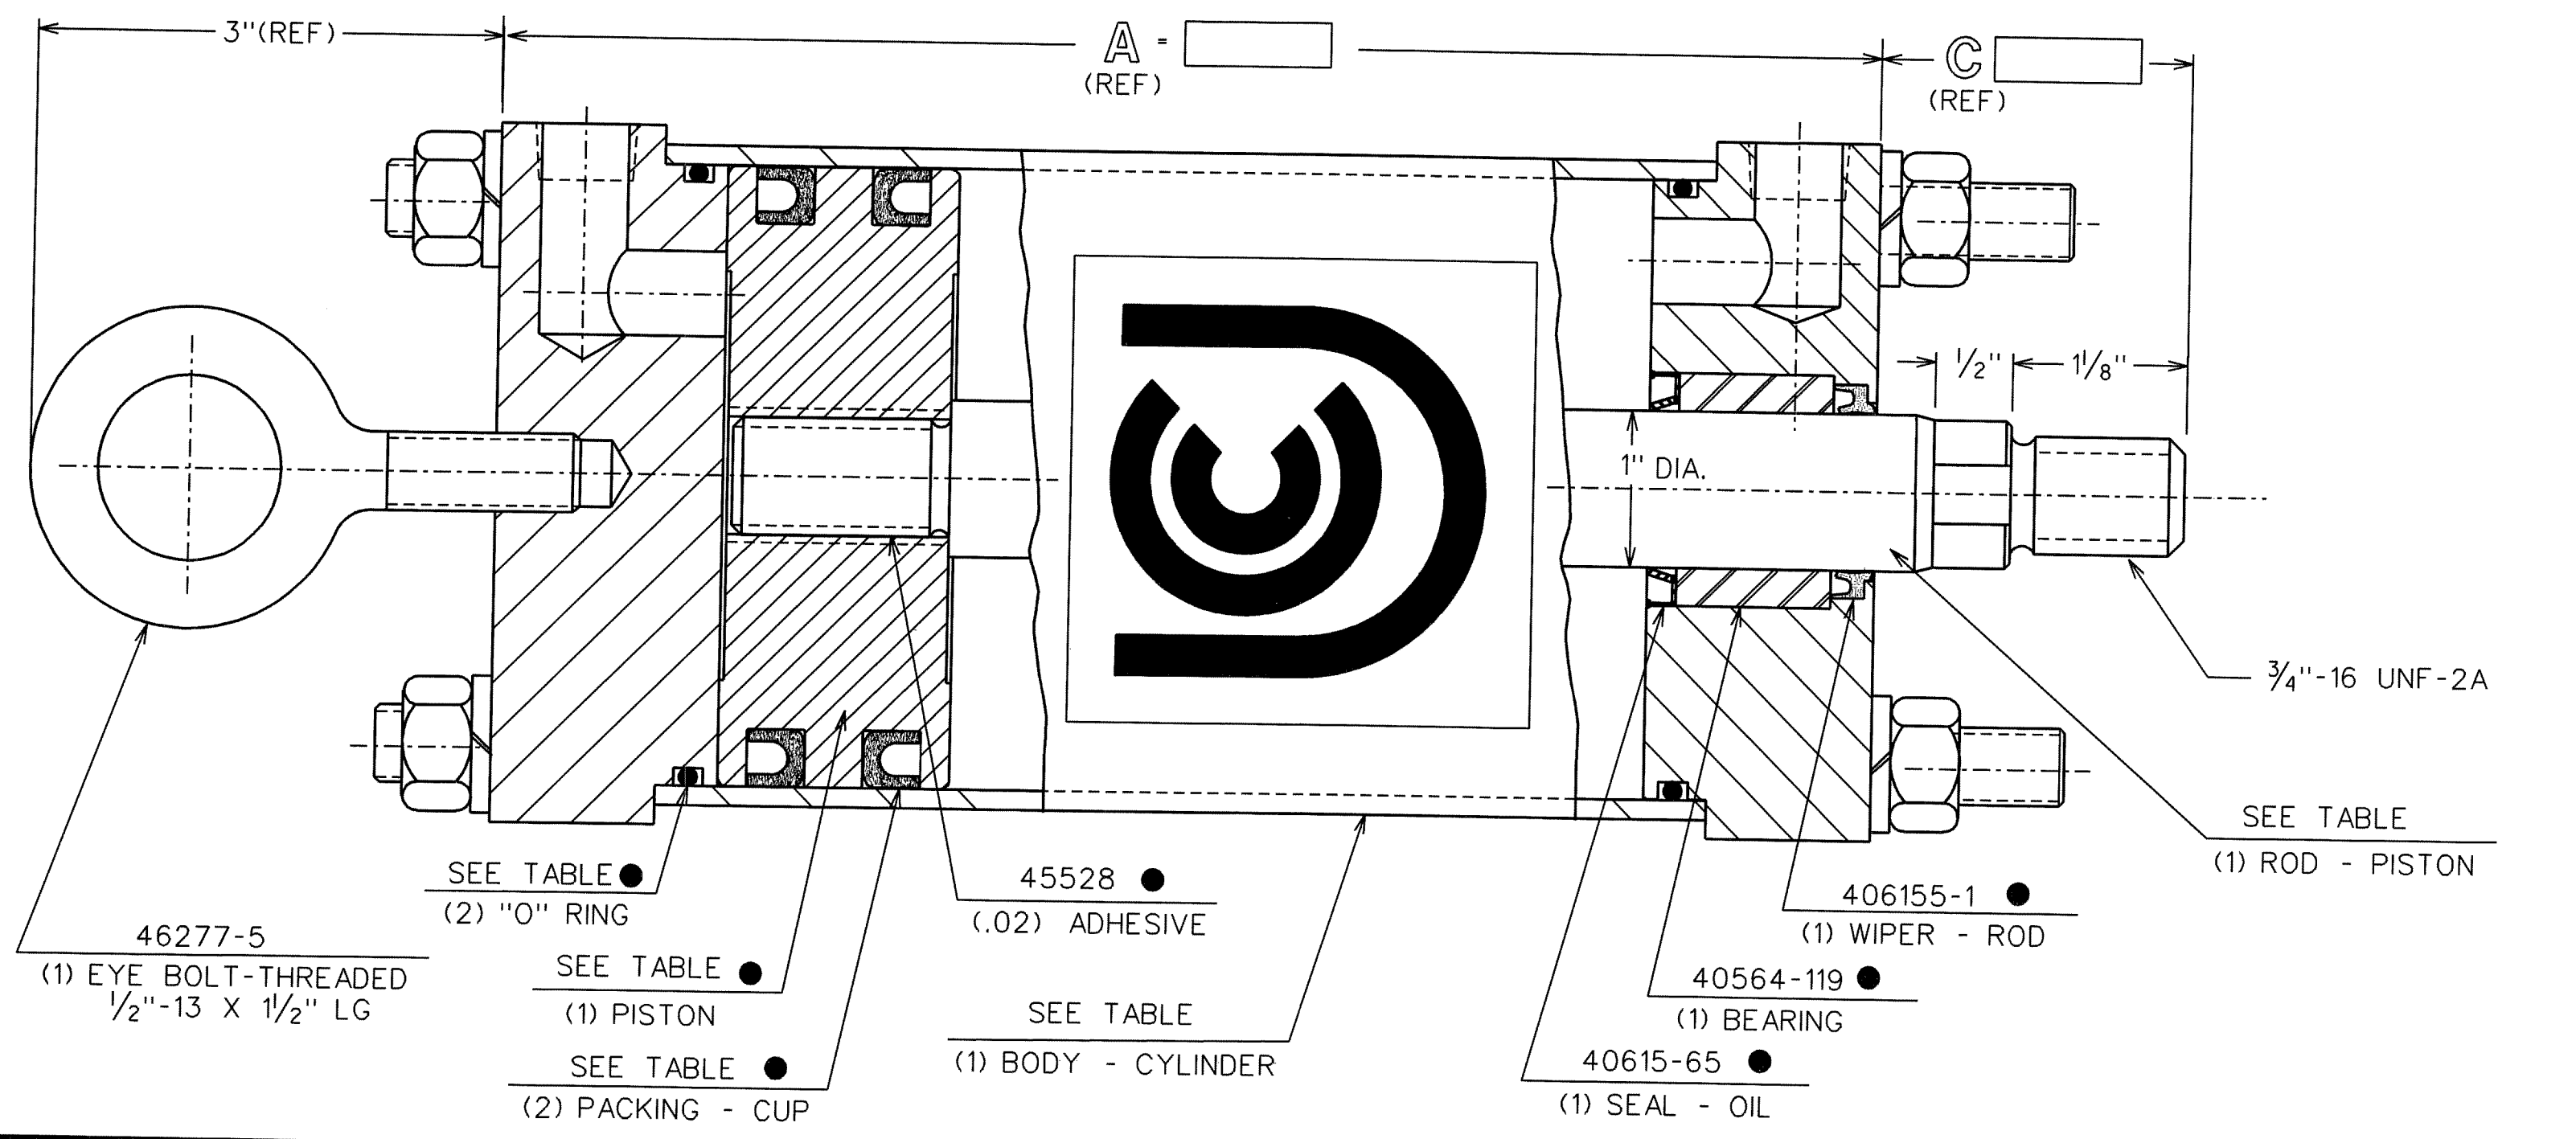 3"(REF)
A -
(REF)
C
(REF)
1/2"
1 1/8"
1" DIA.
3/4"-16 UNF-2A
SEE TABLE
(1) ROD - PISTON
SEE TABLE ●
(2) "O" RING
45528 ●
(.02) ADHESIVE
406155-1 ●
(1) WIPER - ROD
46277-5
(1) EYE BOLT-THREADED
1/2"-13 X 1 1/2" LG
SEE TABLE ●
(1) PISTON
40564-119 ●
(1) BEARING
SEE TABLE
(1) BODY - CYLINDER
SEE TABLE ●
(2) PACKING - CUP
40615-65 ●
(1) SEAL - OIL